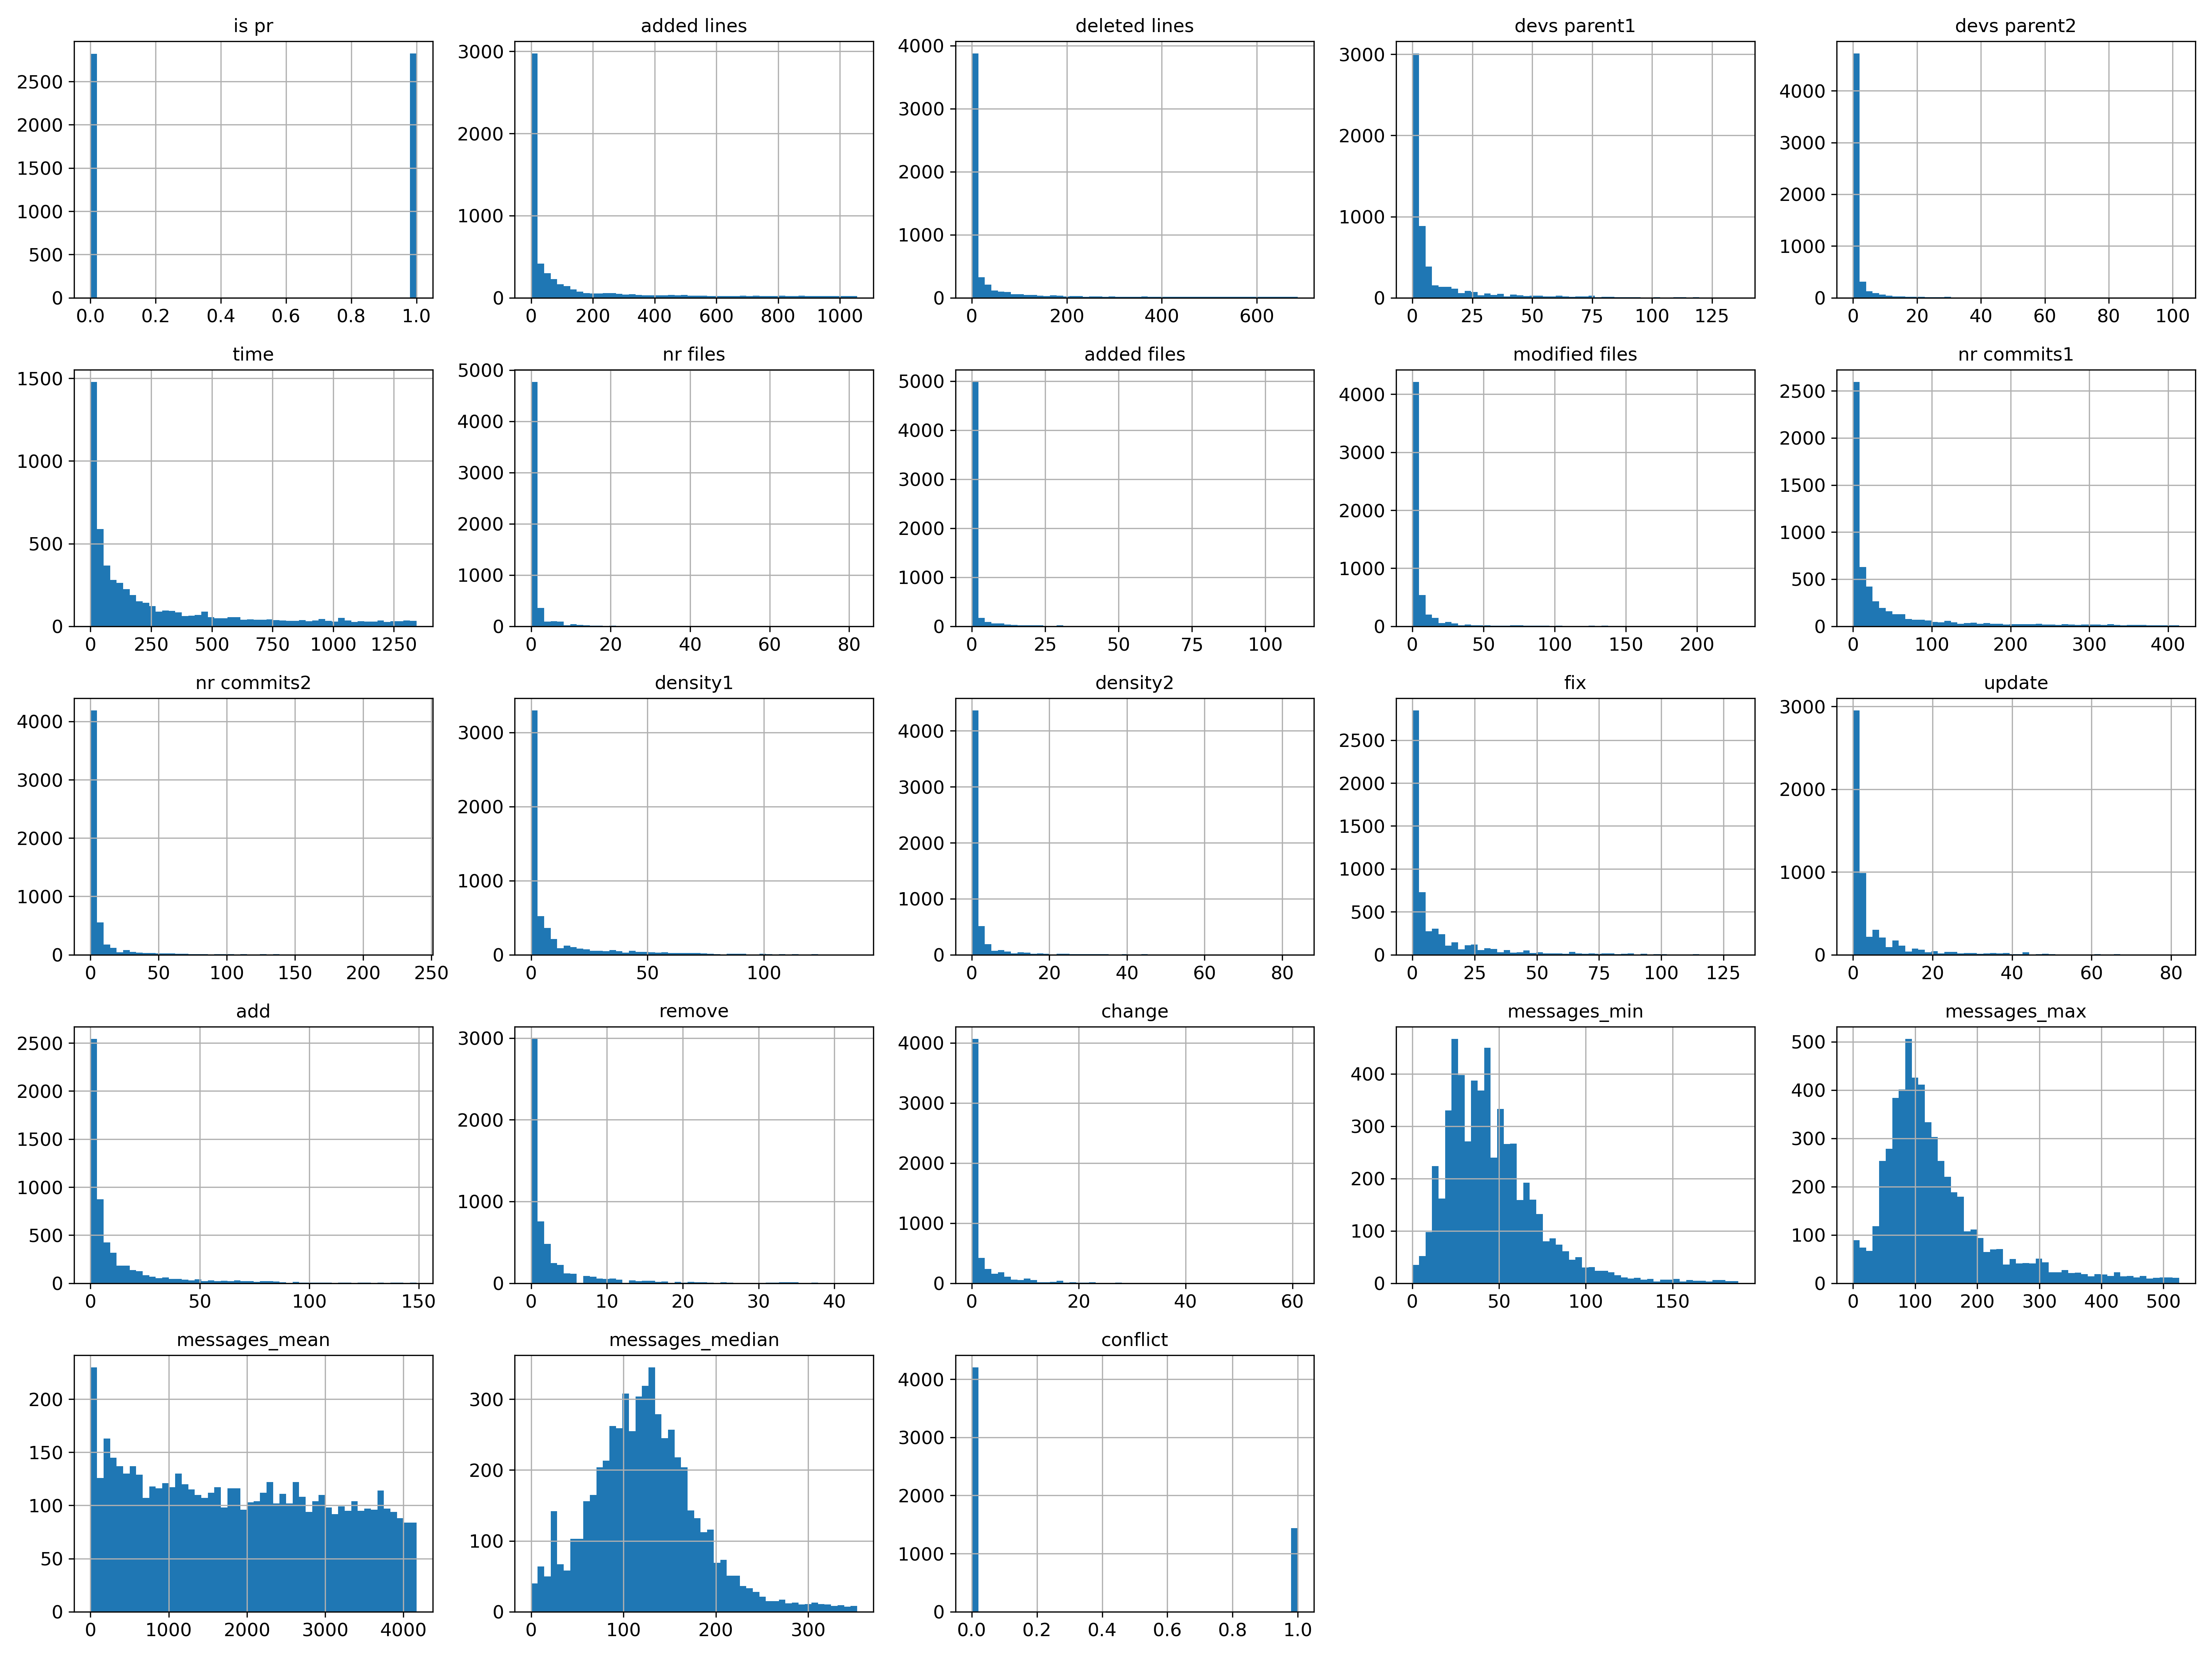 is pr
2500
2000
1500
1000
500
0
0.0 0.2 0.4 0.6 0.8 1.0
added lines
3000
2000
1000
0
0 200 400 600 800 1000
deleted lines
4000
3000
2000
1000
0
0 200 400 600
devs parent1
3000
2000
1000
0
0 25 50 75 100 125
devs parent2
4000
3000
2000
1000
0
0 20 40 60 80 100
time
1500
1000
500
0
0 250 500 750 1000 1250
nr files
5000
4000
3000
2000
1000
0
0 20 40 60 80
added files
5000
4000
3000
2000
1000
0
0 25 50 75 100
modified files
4000
3000
2000
1000
0
0 50 100 150 200
nr commits1
2500
2000
1500
1000
500
0
0 100 200 300 400
nr commits2
4000
3000
2000
1000
0
0 50 100 150 200 250
density1
3000
2000
1000
0
0 50 100
density2
4000
3000
2000
1000
0
0 20 40 60 80
fix
2500
2000
1500
1000
500
0
0 25 50 75 100 125
update
3000
2000
1000
0
0 20 40 60 80
add
2500
2000
1500
1000
500
0
0 50 100 150
remove
3000
2000
1000
0
0 10 20 30 40
change
4000
3000
2000
1000
0
0 20 40 60
messages_min
400
300
200
100
0
0 50 100 150
messages_max
500
400
300
200
100
0
0 100 200 300 400 500
messages_mean
200
150
100
50
0
0 1000 2000 3000 4000
messages_median
300
200
100
0
0 100 200 300
conflict
4000
3000
2000
1000
0
0.0 0.2 0.4 0.6 0.8 1.0